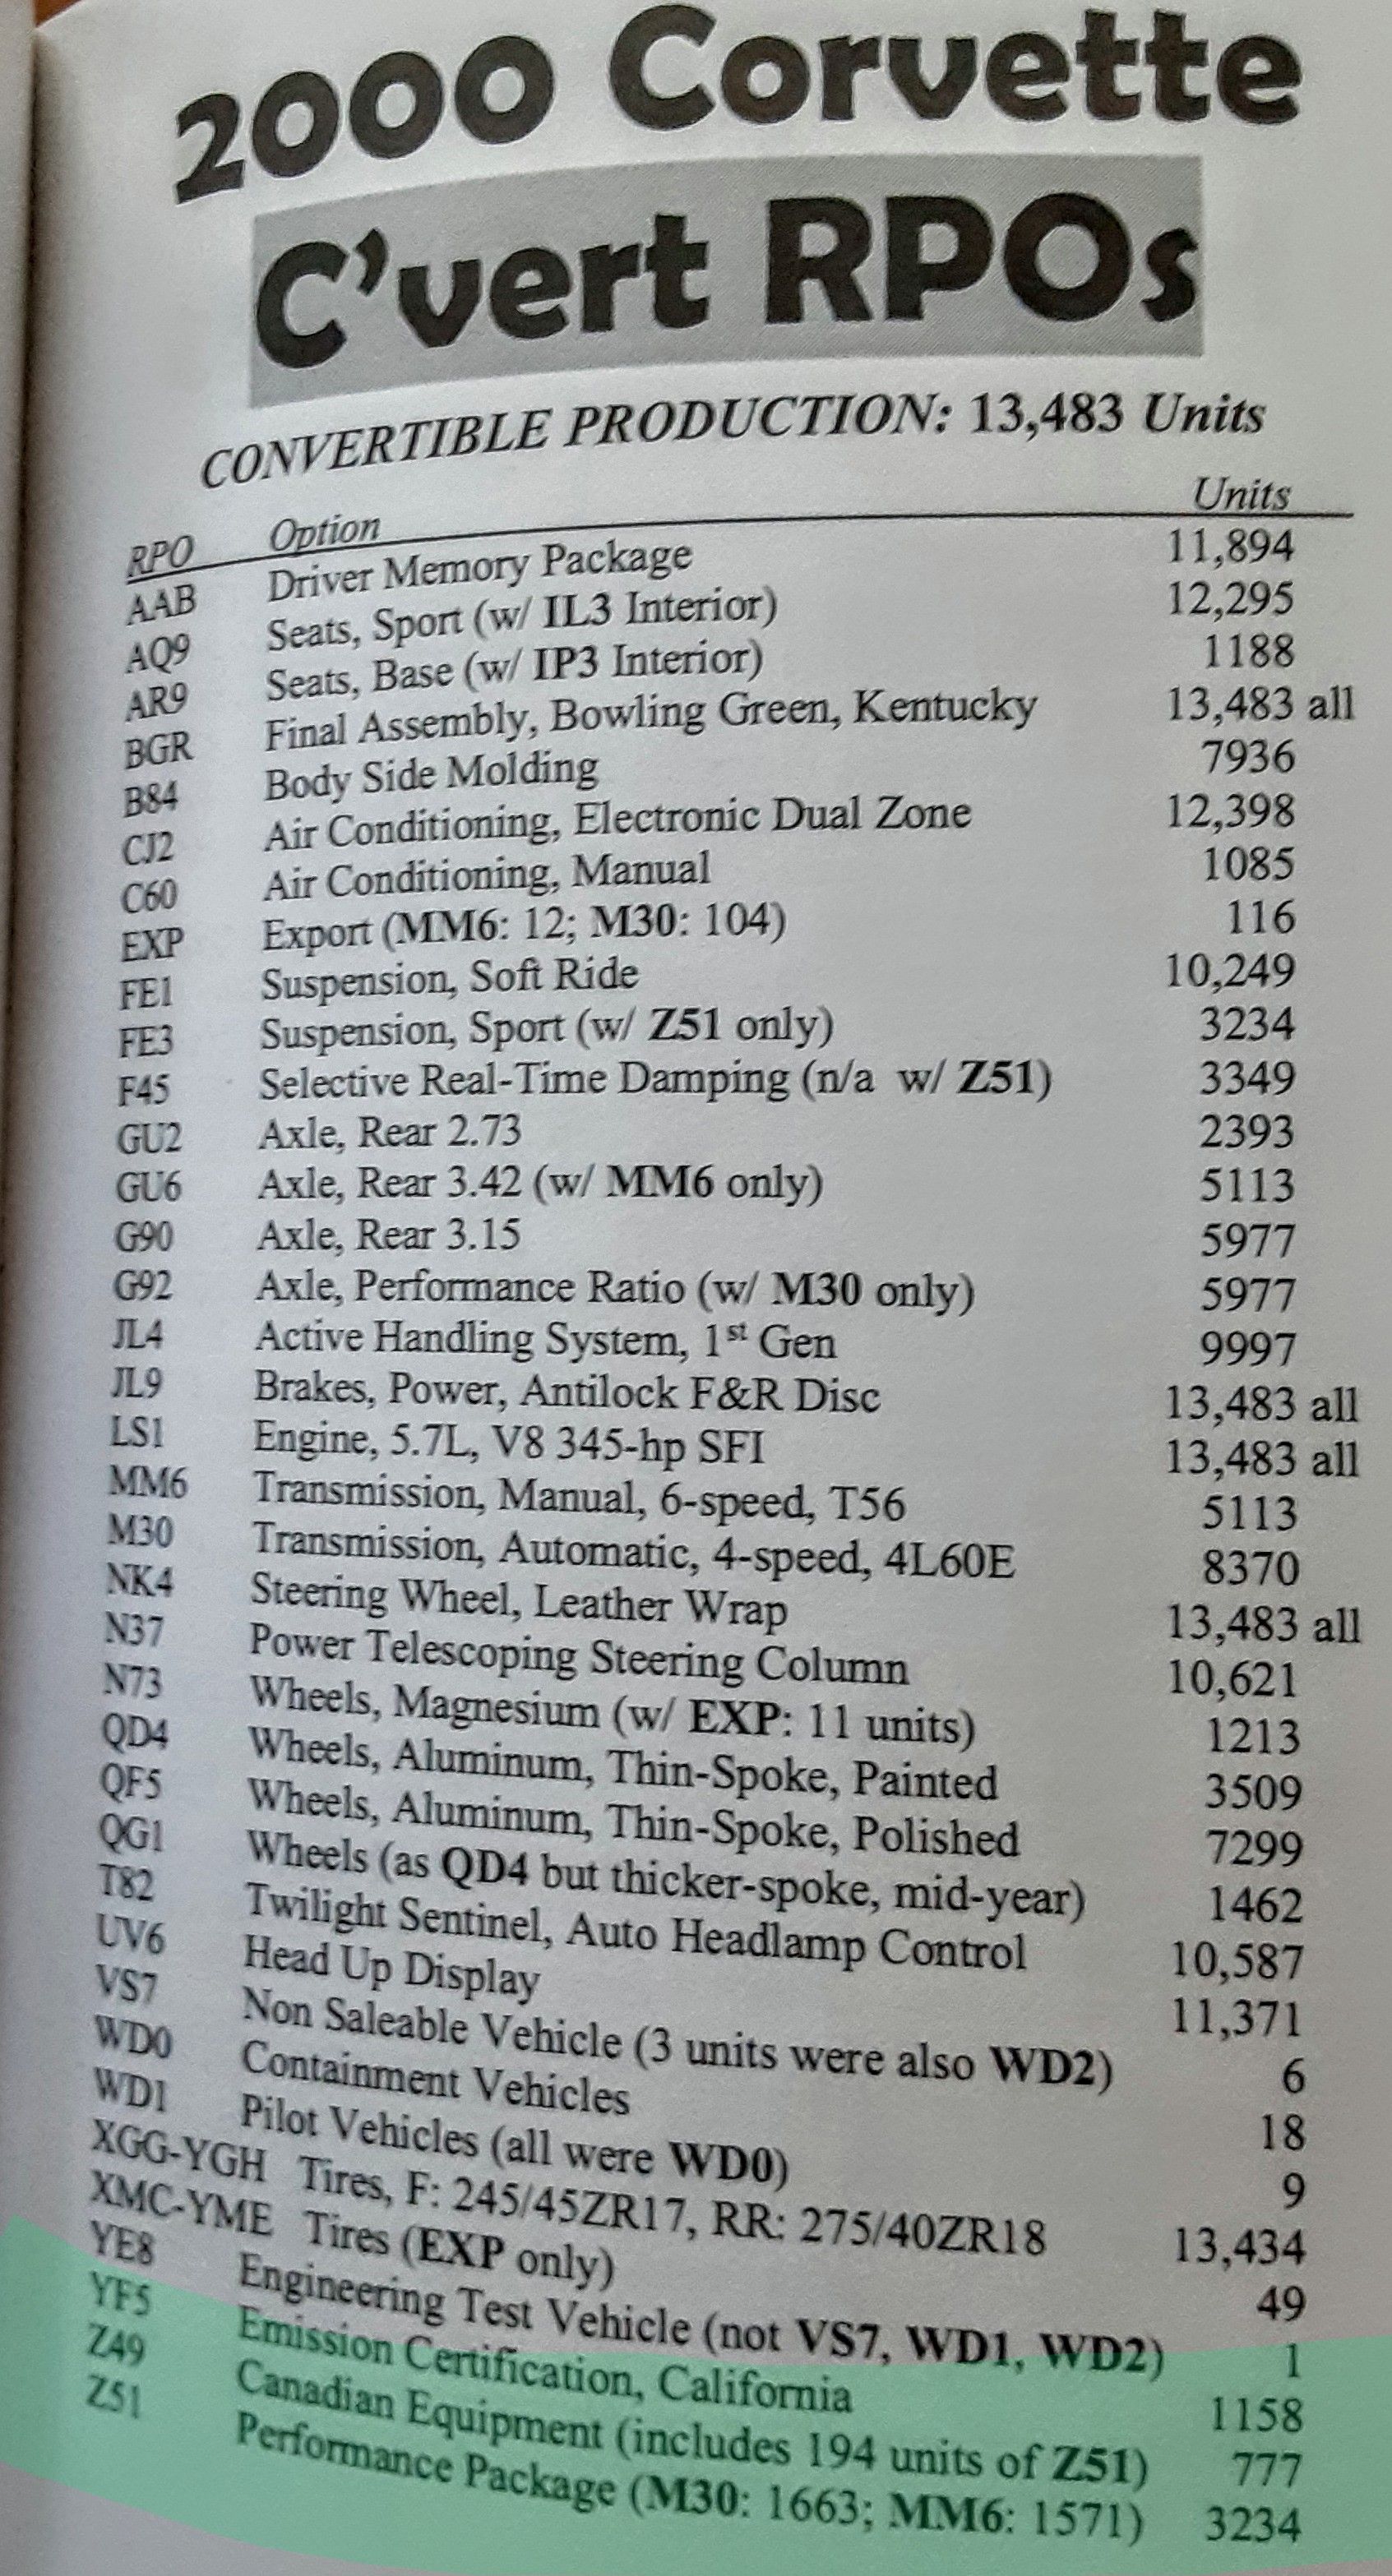 2000 Corvette
C'vert RPOs
CONVERTIBLE PRODUCTION: 13,483 Units
RPO Option Units
AAB Driver Memory Package 11,894
AQ9 Seats, Sport (w/ IL3 Interior) 12,295
AR9 Seats, Base (w/ IP3 Interior) 1188
BGR Final Assembly, Bowling Green, Kentucky 13,483 all
B84 Body Side Molding 7936
CJ2 Air Conditioning, Electronic Dual Zone 12,398
C60 Air Conditioning, Manual 1085
EXP Export (MM6: 12; M30: 104) 116
FE1 Suspension, Soft Ride 10,249
FE3 Suspension, Sport (w/ Z51 only) 3234
F45 Selective Real-Time Damping (n/a w/ Z51) 3349
GU2 Axle, Rear 2.73 2393
GU6 Axle, Rear 3.42 (w/ MM6 only) 5113
G90 Axle, Rear 3.15 5977
G92 Axle, Performance Ratio (w/ M30 only) 5977
JL4 Active Handling System, 1st Gen 9997
JL9 Brakes, Power, Antilock F&R Disc 13,483 all
LS1 Engine, 5.7L, V8 345-hp SFI 13,483 all
MM6 Transmission, Manual, 6-speed, T56 5113
M30 Transmission, Automatic, 4-speed, 4L60E 8370
NK4 Steering Wheel, Leather Wrap 13,483 all
N37 Power Telescoping Steering Column 10,621
N73 Wheels, Magnesium (w/ EXP: 11 units) 1213
QD4 Wheels, Aluminum, Thin-Spoke, Painted 3509
QF5 Wheels, Aluminum, Thin-Spoke, Polished 7299
QG1 Wheels (as QD4 but thicker-spoke, mid-year) 1462
T82 Twilight Sentinel, Auto Headlamp Control 10,587
UV6 Head Up Display 11,371
VS7 Non Saleable Vehicle (3 units were also WD2) 6
WD0 Containment Vehicles 18
WD1 Pilot Vehicles (all were WD0) 9
XGG-YGH Tires, F: 245/45ZR17, RR: 275/40ZR18 13,434
XMC-YME Tires (EXP only) 49
YE8 Engineering Test Vehicle (not VS7, WD1, WD2) 1
YF5 Emission Certification, California 1158
Z49 Canadian Equipment (includes 194 units of Z51) 777
Z51 Performance Package (M30: 1663; MM6: 1571) 3234